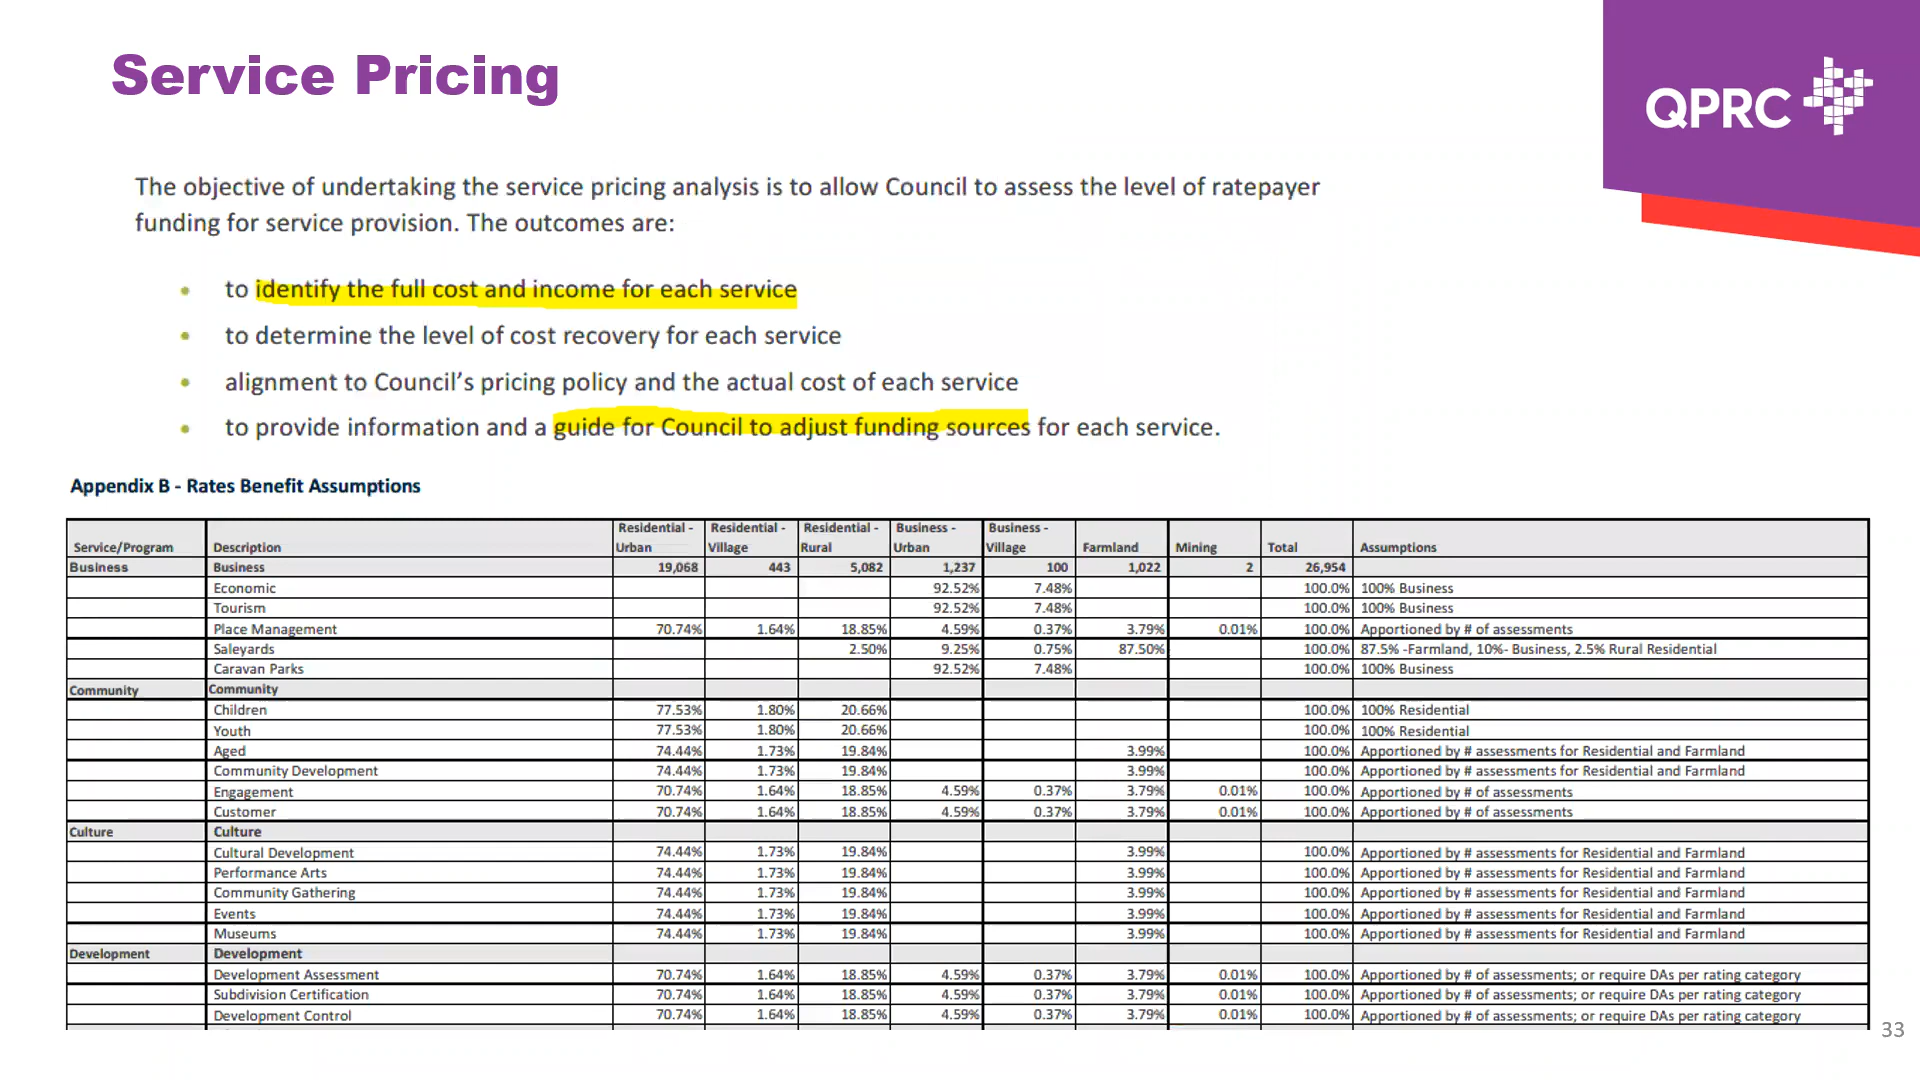 Service Pricing
QPRC
The objective of undertaking the service pricing analysis is to allow Council to assess the level of ratepayer
funding for service provision. The outcomes are:
• to identify the full cost and income for each service
• to determine the level of cost recovery for each service
• alignment to Council's pricing policy and the actual cost of each service
• to provide information and a guide for Council to adjust funding sources for each service.
Appendix B - Rates Benefit Assumptions
Service/Program Description Residential - Urban Residential - Village Residential - Rural Business - Urban Business - Village Farmland Mining Total Assumptions
Business Business 19,068 443 5,082 1,237 100 1,022 2 26,954
Economic 92.52% 7.48% 100.0% 100% Business
Tourism 92.52% 7.48% 100.0% 100% Business
Place Management 70.74% 1.64% 18.85% 4.59% 0.37% 3.79% 0.01% 100.0% Apportioned by # of assessments
Saleyards 2.50% 9.25% 0.75% 87.50% 100.0% 87.5% -Farmland, 10%- Business, 2.5% Rural Residential
Caravan Parks 92.52% 7.48% 100.0% 100% Business
Community Community
Children 77.53% 1.80% 20.66% 100.0% 100% Residential
Youth 77.53% 1.80% 20.66% 100.0% 100% Residential
Aged 74.44% 1.73% 19.84% 3.99% 100.0% Apportioned by # assessments for Residential and Farmland
Community Development 74.44% 1.73% 19.84% 3.99% 100.0% Apportioned by # assessments for Residential and Farmland
Engagement 70.74% 1.64% 18.85% 4.59% 0.37% 3.79% 0.01% 100.0% Apportioned by # of assessments
Customer 70.74% 1.64% 18.85% 4.59% 0.37% 3.79% 0.01% 100.0% Apportioned by # of assessments
Culture Culture
Cultural Development 74.44% 1.73% 19.84% 3.99% 100.0% Apportioned by # assessments for Residential and Farmland
Performance Arts 74.44% 1.73% 19.84% 3.99% 100.0% Apportioned by # assessments for Residential and Farmland
Community Gathering 74.44% 1.73% 19.84% 3.99% 100.0% Apportioned by # assessments for Residential and Farmland
Events 74.44% 1.73% 19.84% 3.99% 100.0% Apportioned by # assessments for Residential and Farmland
Museums 74.44% 1.73% 19.84% 3.99% 100.0% Apportioned by # assessments for Residential and Farmland
Development Development
Development Assessment 70.74% 1.64% 18.85% 4.59% 0.37% 3.79% 0.01% 100.0% Apportioned by # of assessments; or require DAs per rating category
Subdivision Certification 70.74% 1.64% 18.85% 4.59% 0.37% 3.79% 0.01% 100.0% Apportioned by # of assessments; or require DAs per rating category
Development Control 70.74% 1.64% 18.85% 4.59% 0.37% 3.79% 0.01% 100.0% Apportioned by # of assessments; or require DAs per rating category
33